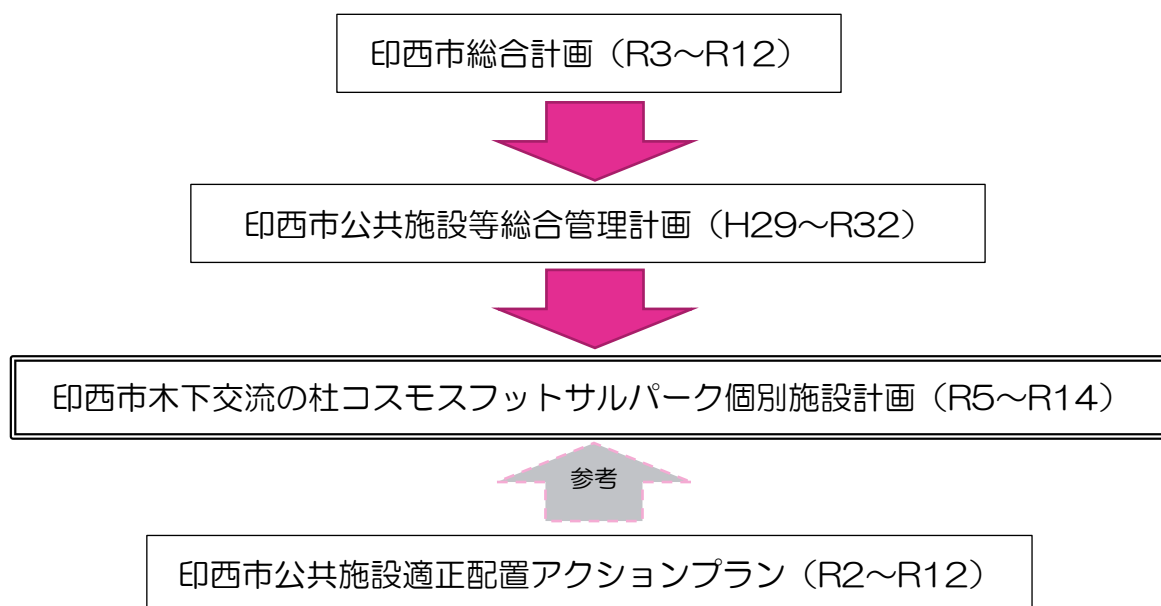 印西市総合計画（R3～R12）
印西市公共施設等総合管理計画（H29～R32）
印西市木下交流の杜コスモスフットサルパーク個別施設計画（R5～R14）
参考
印西市公共施設適正配置アクションプラン（R2～R12）